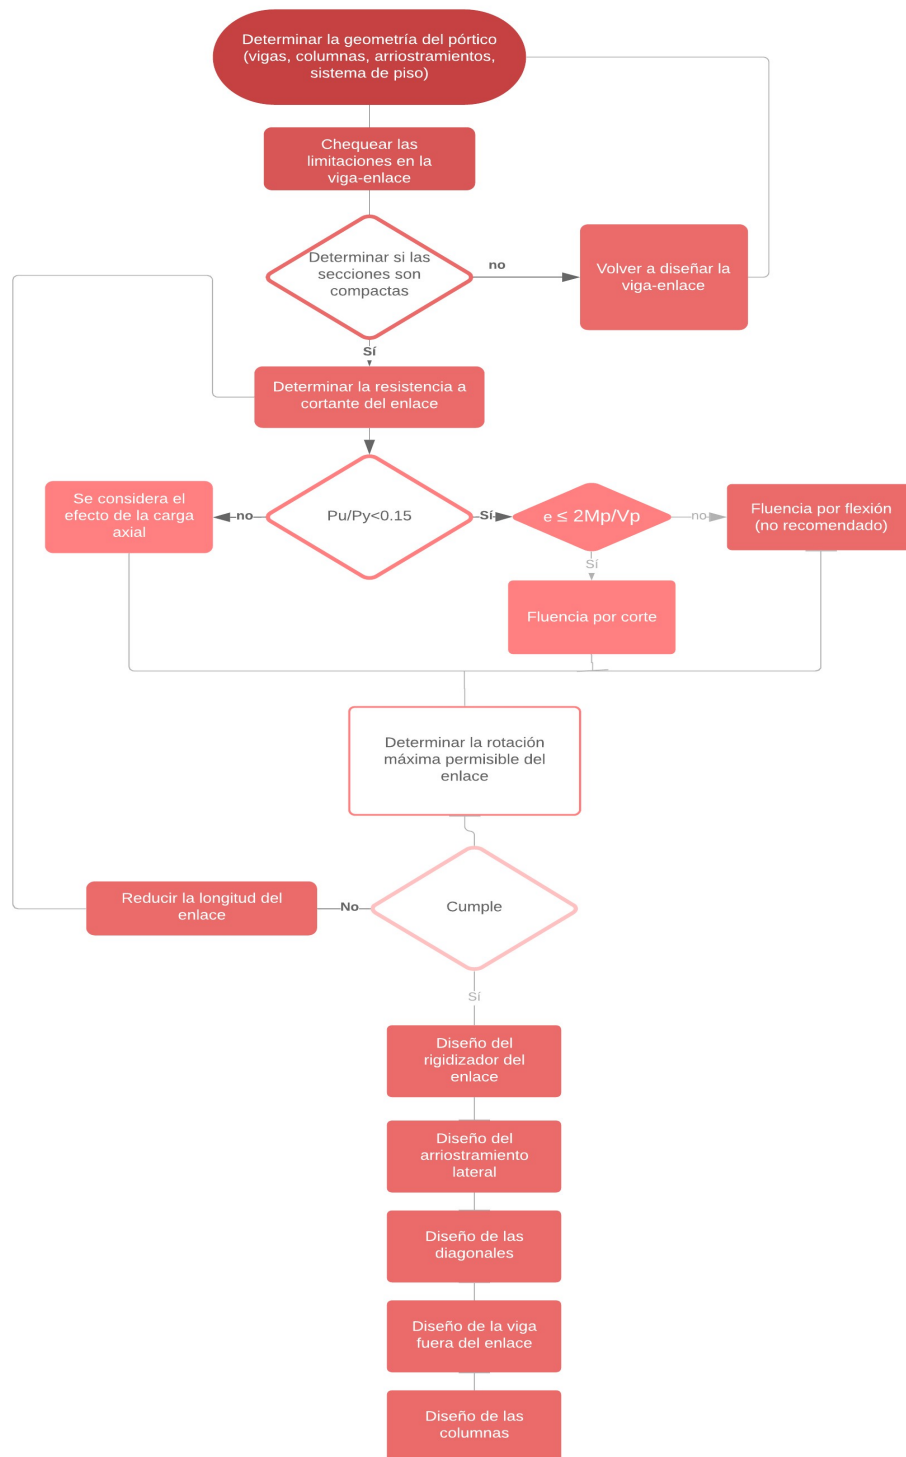 Determinar la geometría del pórtico
(vigas, columnas, arriostramientos,
sistema de piso)
Chequear las
limitaciones en la
viga-enlace
Determinar si las
secciones son
compactas
no
Volver a diseñar la
viga-enlace
Sí
Determinar la resistencia a
cortante del enlace
Se considera el
efecto de la carga
axial
no
Pu/Py<0.15
Sí
e ≤ 2Mp/Vp
no
Fluencia por flexión
(no recomendado)
Sí
Fluencia por corte
Determinar la rotación
máxima permisible del
enlace
Reducir la longitud del
enlace
No
Cumple
Sí
Diseño del
rigidizador del
enlace
Diseño del
arriostramiento
lateral
Diseño de las
diagonales
Diseño de la viga
fuera del enlace
Diseño de las
columnas